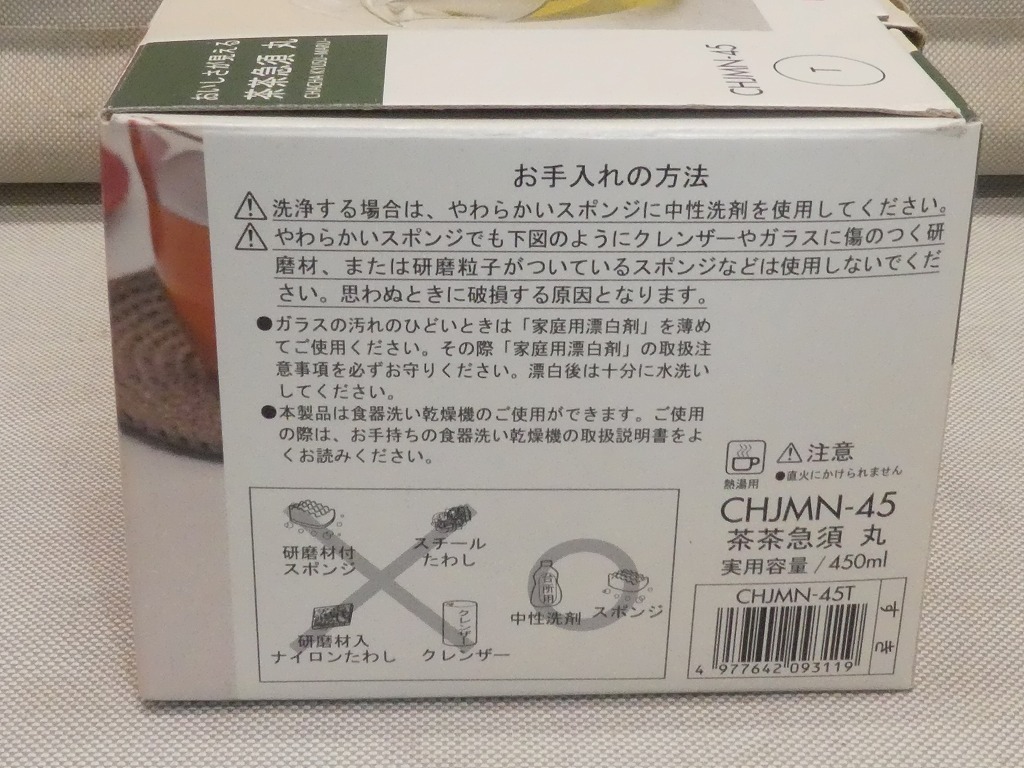 おいしさが見える
茶茶急須 丸
CHACHA KYUSU-MARU-
CHJMN-45
T
お手入れの方法
⚠洗浄する場合は、やわらかいスポンジに中性洗剤を使用してください。
⚠やわらかいスポンジでも下図のようにクレンザーやガラスに傷のつく研
磨材、または研磨粒子がついているスポンジなどは使用しないでくだ
さい。思わぬときに破損する原因となります。
●ガラスの汚れのひどいときは「家庭用漂白剤」を薄め
てご使用ください。その際「家庭用漂白剤」の取扱注
意事項を必ずお守りください。漂白後は十分に水洗い
してください。
●本製品は食器洗い乾燥機のご使用ができます。ご使用
の際は、お手持ちの食器洗い乾燥機の取扱説明書をよ
くお読みください。
研磨材付
スポンジ
スチール
たわし
研磨材入
ナイロンたわし
クレンザー
クレンザー
台所用
中性洗剤
スポンジ
熱湯用
⚠注意
●直火にかけられません
CHJMN-45
茶茶急須 丸
実用容量/450ml
CHJMN-45T
4 977642 093119
すき